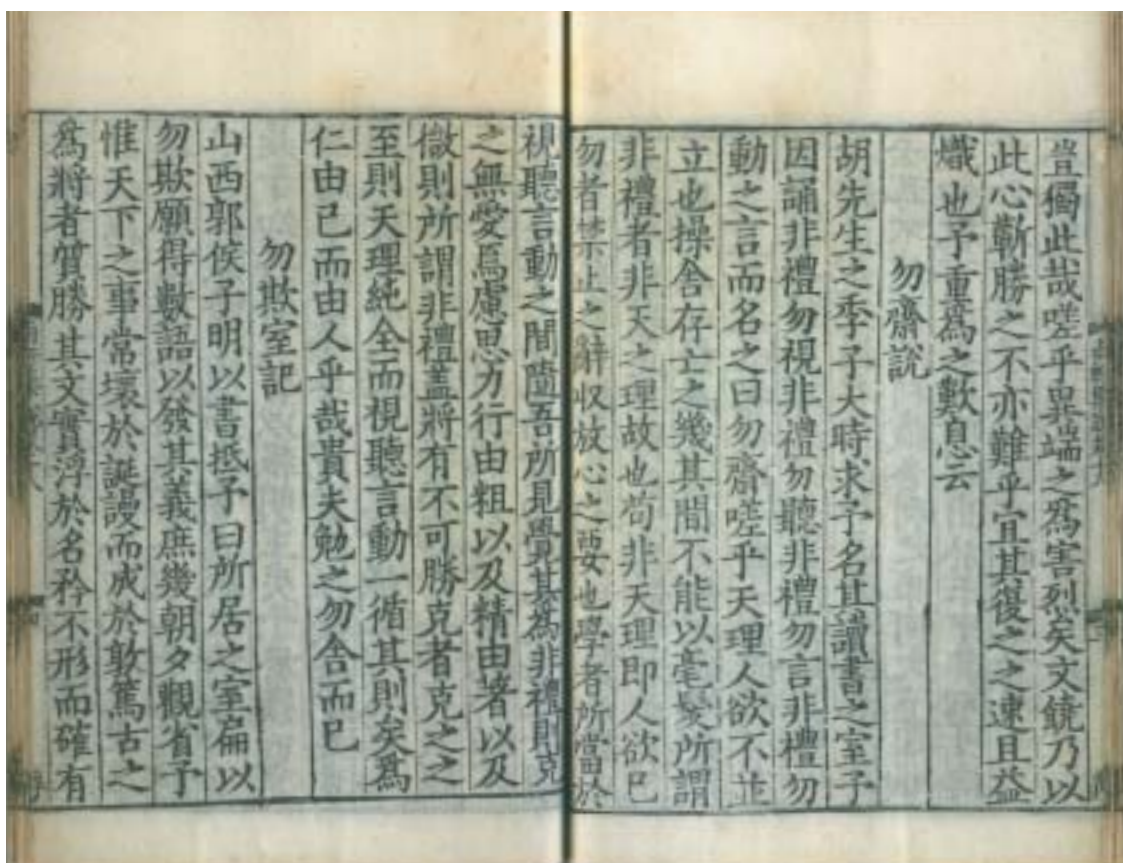 豈獨此哉嗟乎異端之爲害烈矣文饒乃以
此心蘄勝之不亦難乎宜其復之之速且益
熾也予重爲之歎息云
勿齋說
胡先生之季子大時求予名其讀書之室予
因誦非禮勿視非禮勿聽非禮勿言非禮勿
動之言而名之曰勿齋嗟乎天理人欲不並
立也操舍存亡之幾其間不能以毫髮所謂
非禮者非天之理故也苟非天理即人欲已
勿者禁止之辭收放心之要也學者所當於
視聽言動之間隨吾所見覺其爲非禮則克
之無愛焉慮思力行由粗以及精由著以及
微則所謂非禮盖將有不可勝克者克之之
至則天理純全而視聽言動一循其則矣爲
仁由已而由人乎哉貴夫勉之勿舍而已
勿欺室記
山西郭侯子明以書抵予曰所居之室扁以
勿欺願得數語以發其義庶幾朝夕觀省予
惟天下之事常壞於誕謾而成於敦篤古之
爲將者質勝其文實浮於名矜不形而確有